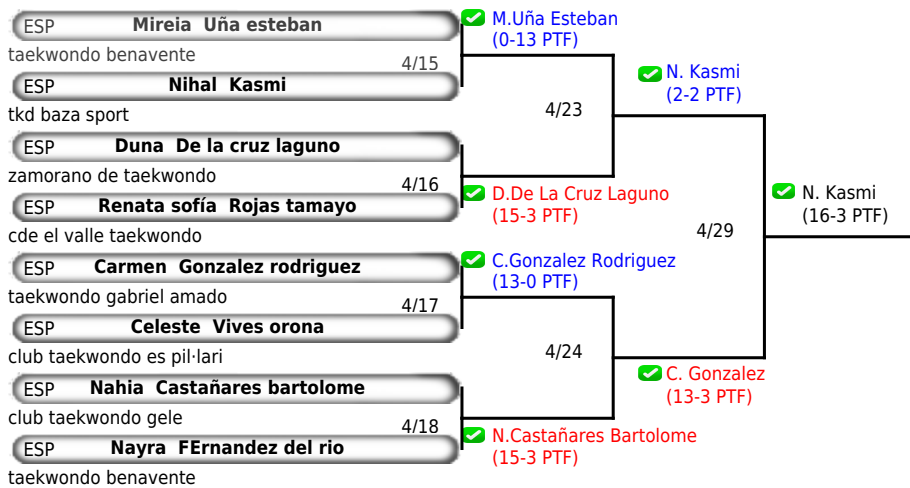 ESP Mireia Uña esteban
taekwondo benavente
4/15
ESP Nihal Kasmi
tkd baza sport
ESP Duna De la cruz laguno
zamorano de taekwondo
4/16
ESP Renata sofía Rojas tamayo
cde el valle taekwondo
ESP Carmen Gonzalez rodriguez
taekwondo gabriel amado
4/17
ESP Celeste Vives orona
club taekwondo es pil·lari
ESP Nahia Castañares bartolome
club taekwondo gele
4/18
ESP Nayra FErnandez del rio
taekwondo benavente
M.Uña Esteban
(0-13 PTF)
4/23
D.De La Cruz Laguno
(15-3 PTF)
C.Gonzalez Rodriguez
(13-0 PTF)
4/24
N.Castañares Bartolome
(15-3 PTF)
N. Kasmi
(2-2 PTF)
4/29
C. Gonzalez
(13-3 PTF)
N. Kasmi
(16-3 PTF)